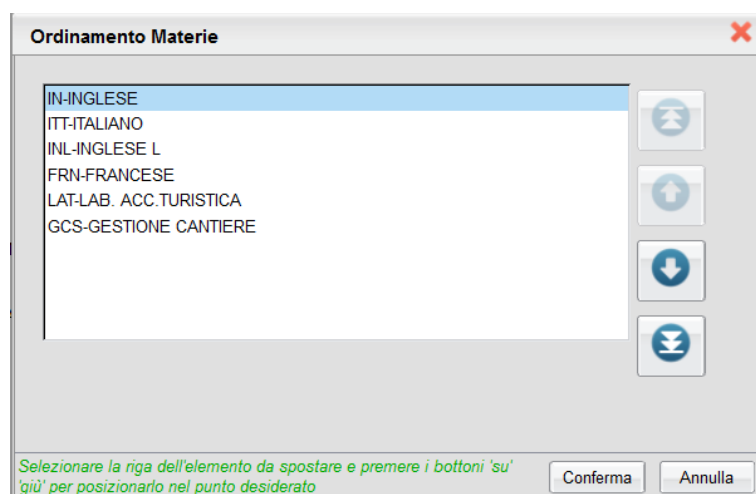 Ordinamento Materie
IN-INGLESE
ITT-ITALIANO
INL-INGLESE L
FRN-FRANCESE
LAT-LAB. ACC.TURISTICA
GCS-GESTIONE CANTIERE
Selezionare la riga dell'elemento da spostare e premere i bottoni 'su'
'giù' per posizionarlo nel punto desiderato
Conferma
Annulla